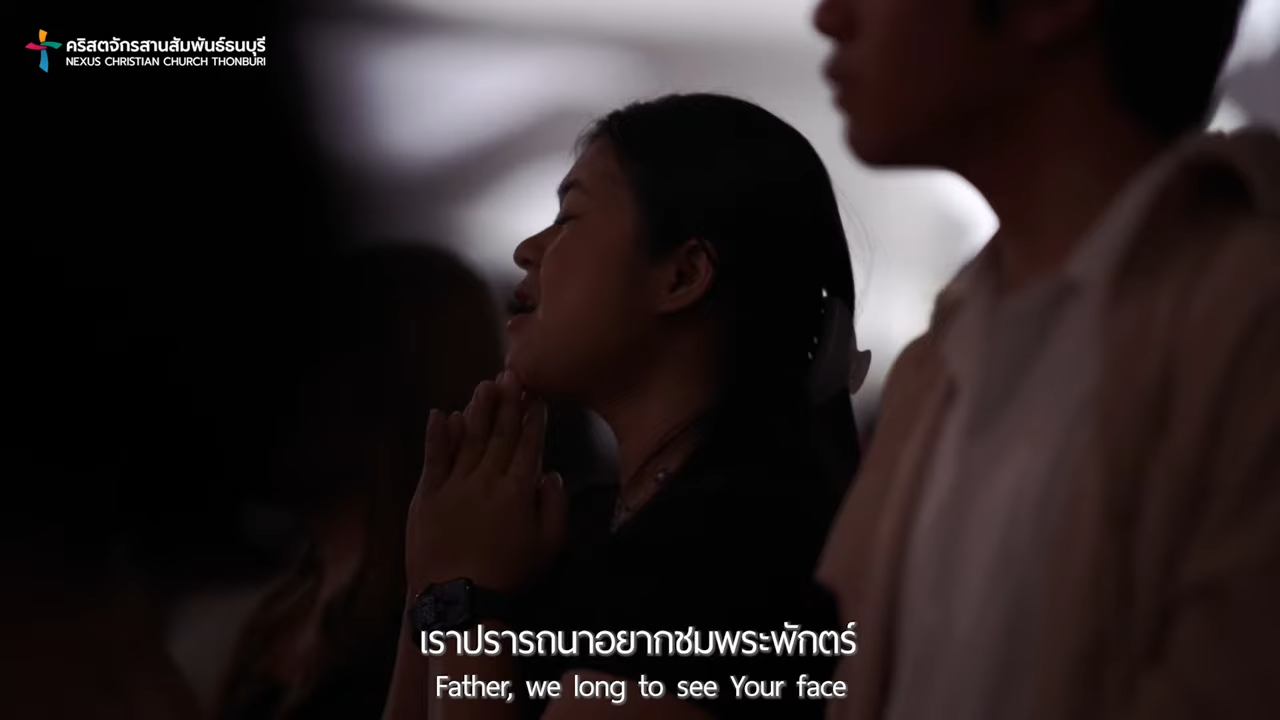 คริสตจักรสานสัมพันธ์ธนบุรี
NEXUS CHRISTIAN CHURCH THONBURI
เราปรารถนาอยากชมพระพักตร์
Father, we long to see Your face